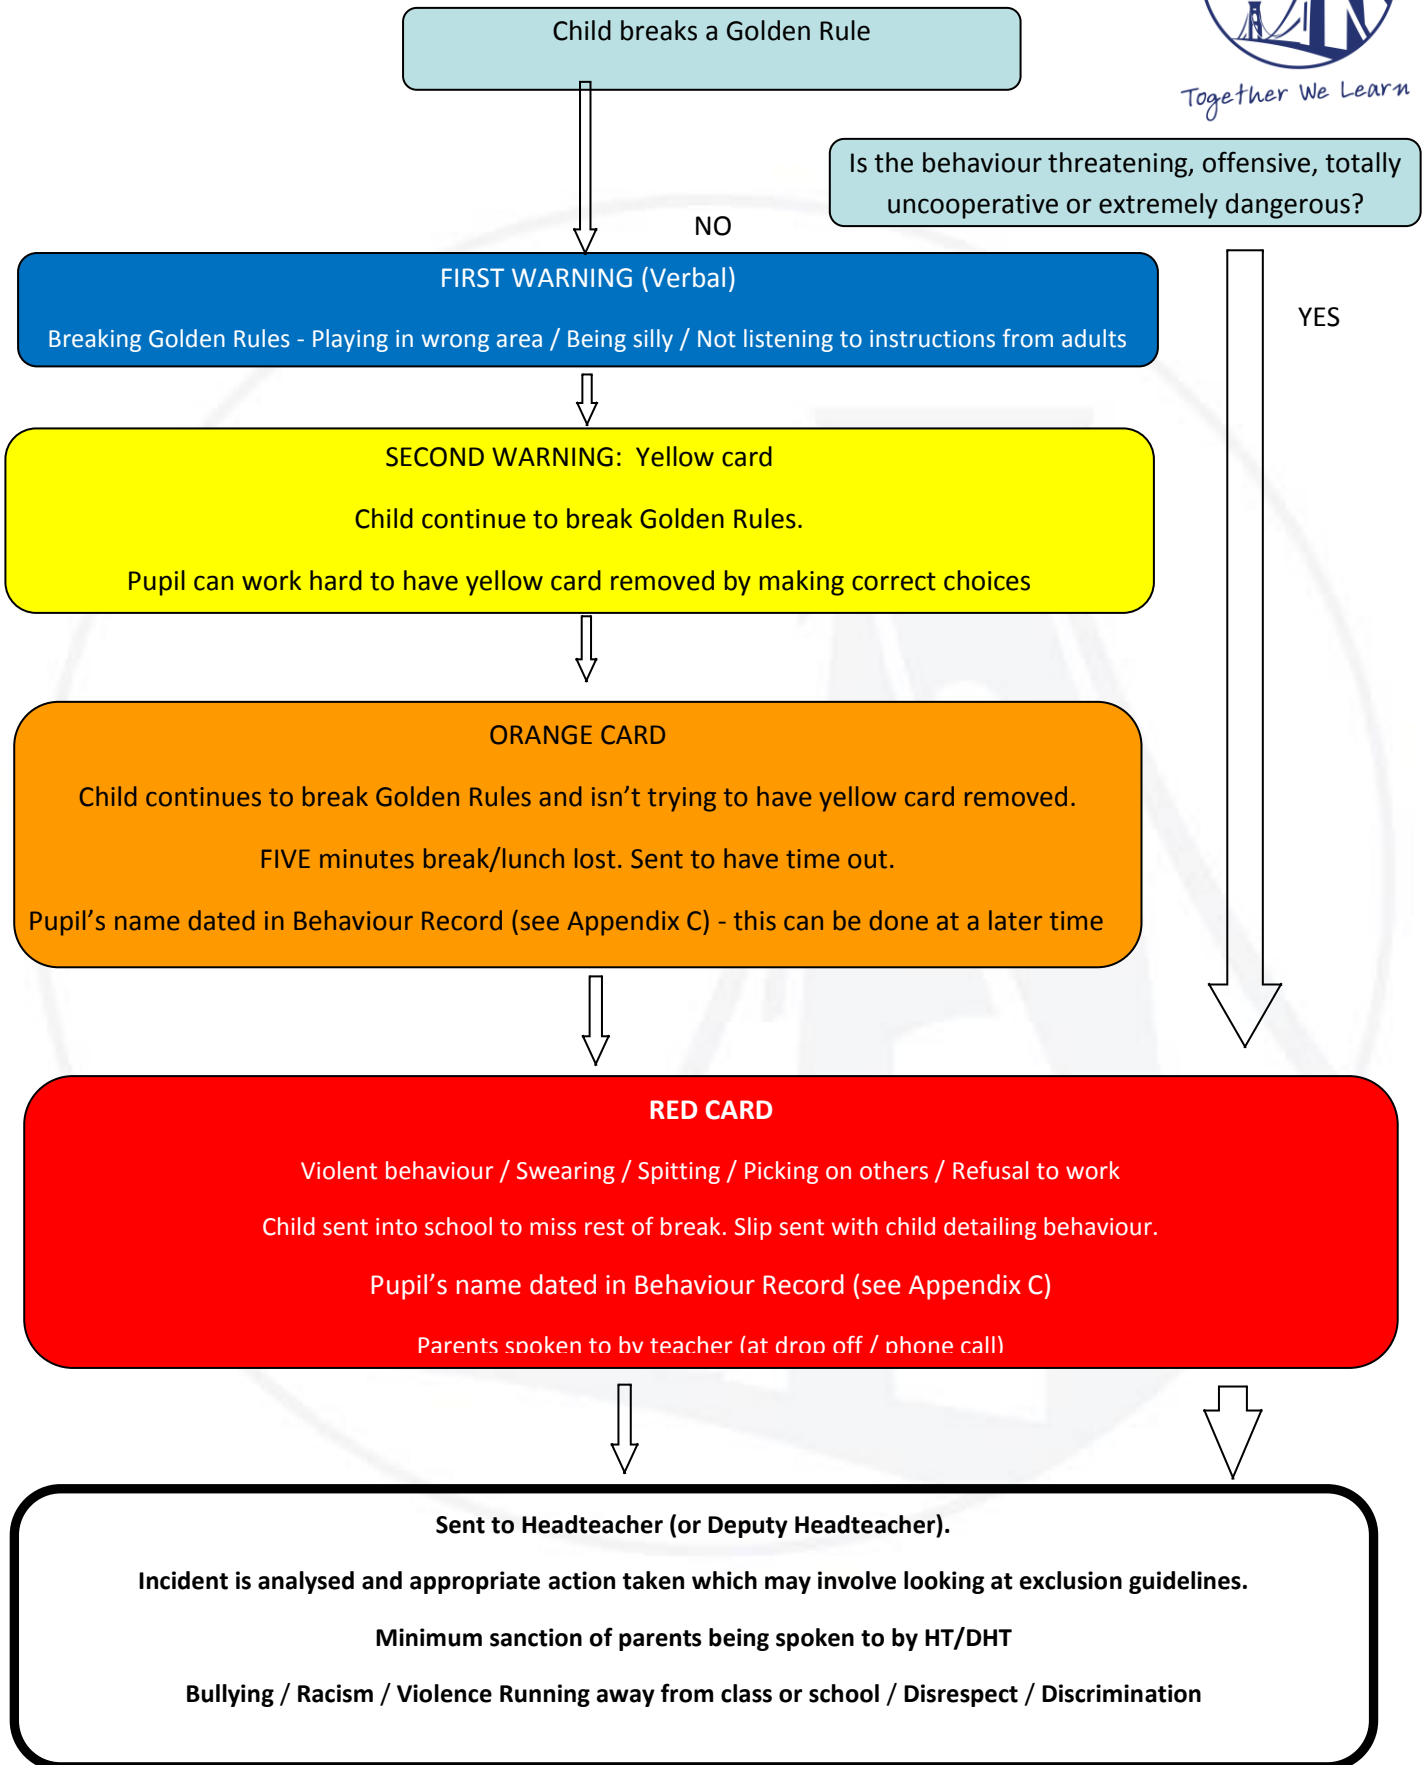 Child breaks a Golden Rule
Together We Learn
Is the behaviour threatening, offensive, totally
uncooperative or extremely dangerous?
NO
FIRST WARNING (Verbal)
Breaking Golden Rules - Playing in wrong area / Being silly / Not listening to instructions from adults
YES
SECOND WARNING: Yellow card
Child continue to break Golden Rules.
Pupil can work hard to have yellow card removed by making correct choices
ORANGE CARD
Child continues to break Golden Rules and isn’t trying to have yellow card removed.
FIVE minutes break/lunch lost. Sent to have time out.
Pupil’s name dated in Behaviour Record (see Appendix C) - this can be done at a later time
RED CARD
Violent behaviour / Swearing / Spitting / Picking on others / Refusal to work
Child sent into school to miss rest of break. Slip sent with child detailing behaviour.
Pupil’s name dated in Behaviour Record (see Appendix C)
Parents spoken to by teacher (at drop off / phone call)
Sent to Headteacher (or Deputy Headteacher).
Incident is analysed and appropriate action taken which may involve looking at exclusion guidelines.
Minimum sanction of parents being spoken to by HT/DHT
Bullying / Racism / Violence Running away from class or school / Disrespect / Discrimination